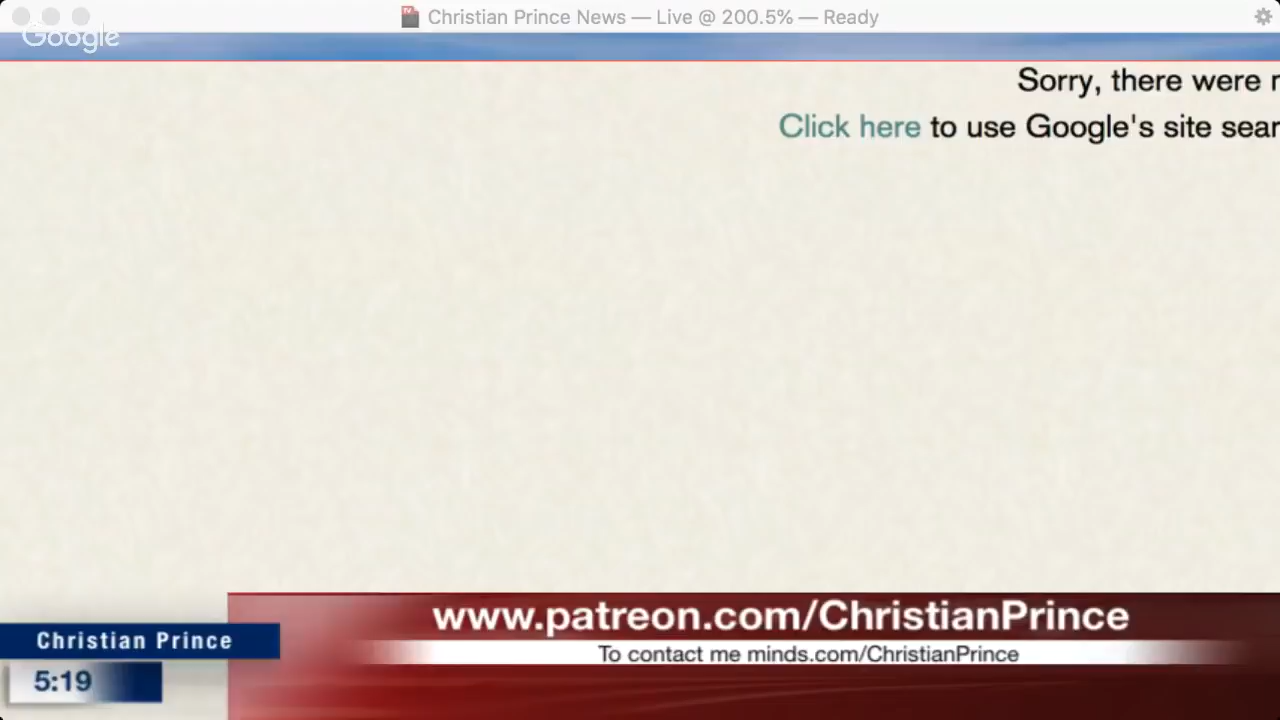 Christian Prince News — Live @ 200.5% — Ready
Google
Sorry, there were
Click here to use Google's site sear
www.patreon.com/ChristianPrince
To contact me minds.com/ChristianPrince
Christian Prince
5:19